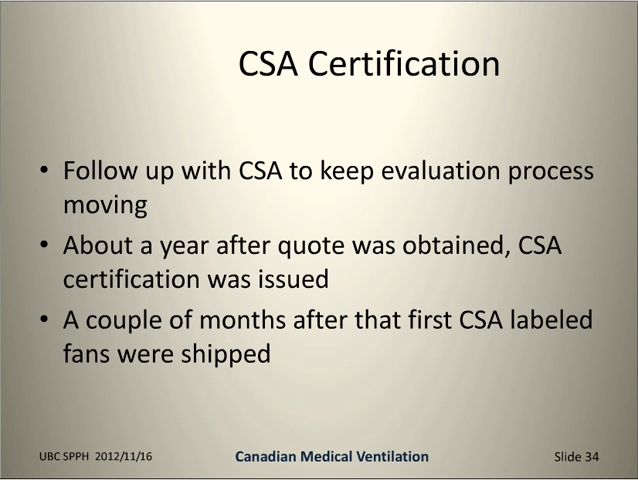 CSA Certification
• Follow up with CSA to keep evaluation process
moving
• About a year after quote was obtained, CSA
certification was issued
• A couple of months after that first CSA labeled
fans were shipped
UBC SPPH 2012/11/16
Canadian Medical Ventilation
Slide 34